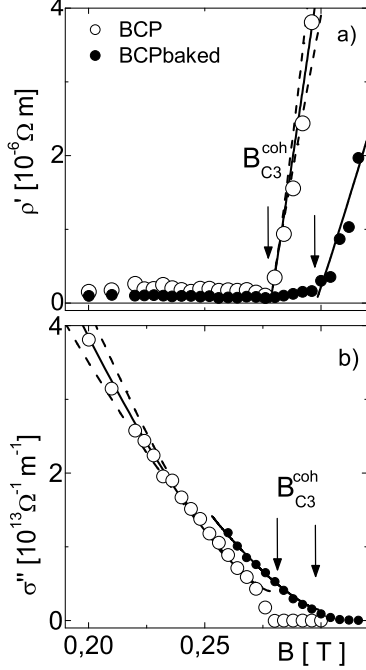 BCP
BCPbaked
a)
4
2
0
ρ' [10⁻⁶Ω m]
B_C3^coh
b)
4
2
0
σ'' [10¹³Ω⁻¹ m⁻¹]
B_C3^coh
0,20 0,25 B [ T ]